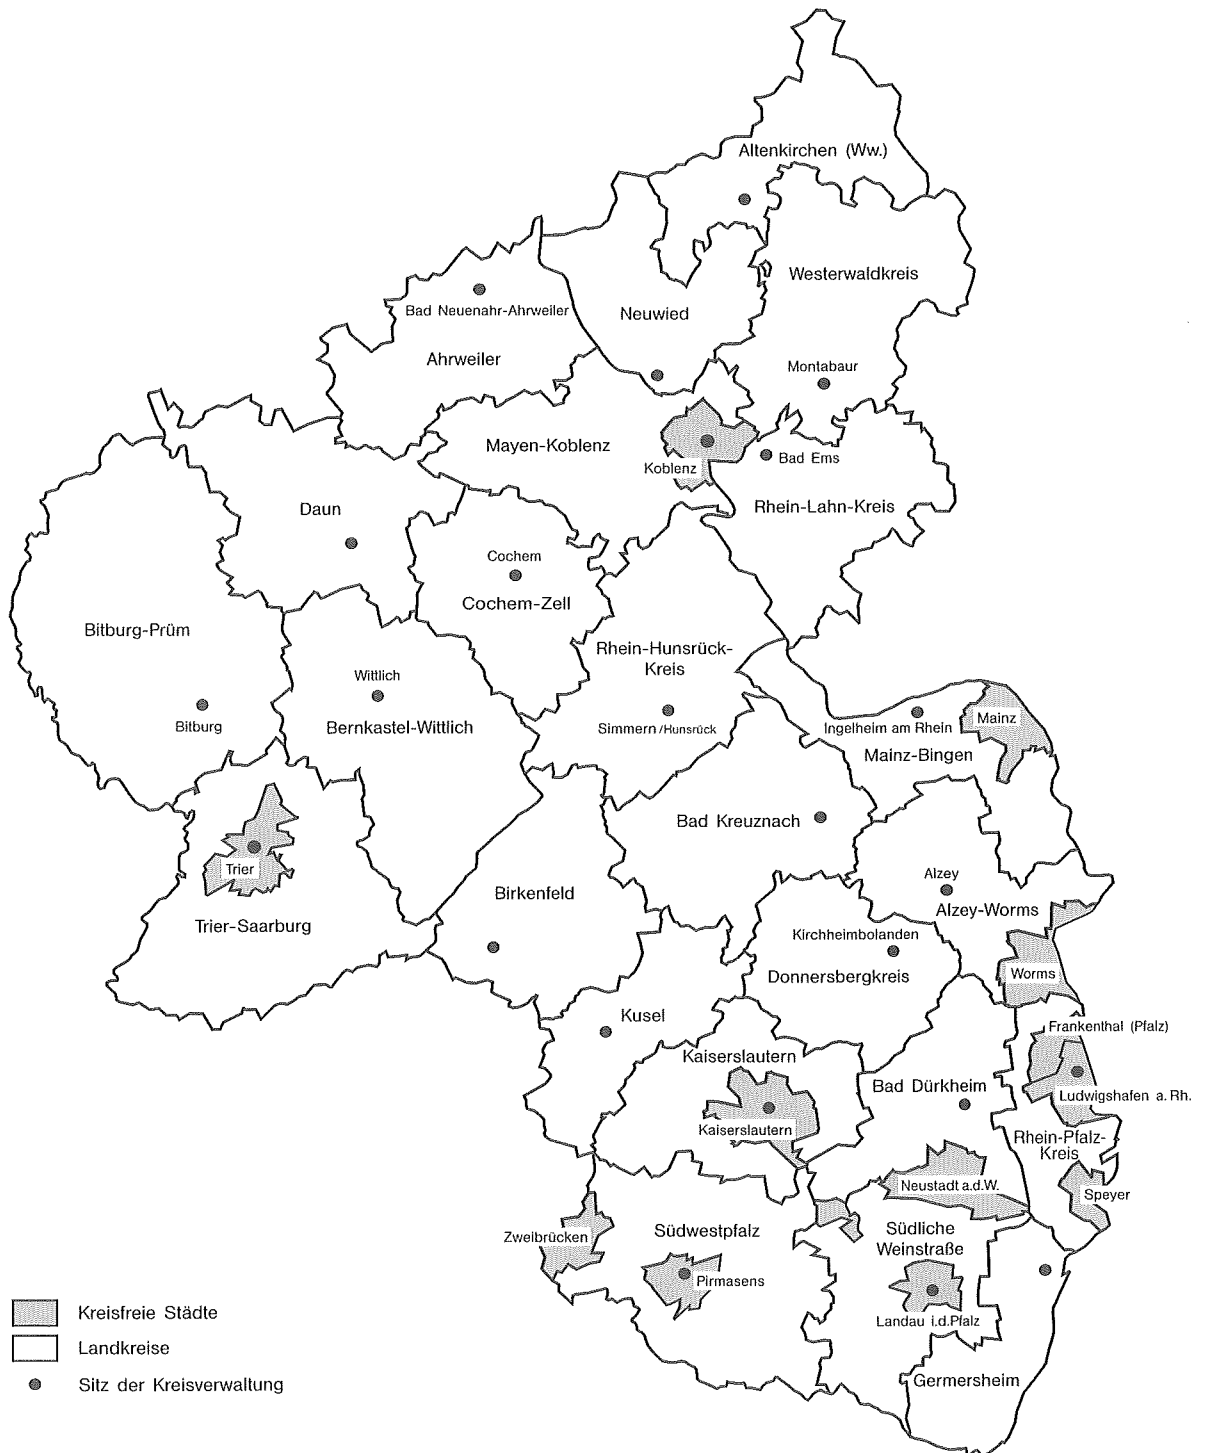 Altenkirchen (Ww.)
Westerwaldkreis
Bad Neuenahr-Ahrweiler
Neuwied
Ahrweiler
Montabaur
Mayen-Koblenz
Koblenz
Bad Ems
Daun
Rhein-Lahn-Kreis
Cochem
Cochem-Zell
Bitburg-Prüm
Rhein-Hunsrück-
Kreis
Wittlich
Bitburg
Bernkastel-Wittlich
Simmern/Hunsrück
Ingelheim am Rhein
Mainz
Mainz-Bingen
Bad Kreuznach
Trier
Alzey
Birkenfeld
Alzey-Worms
Trier-Saarburg
Kirchheimbolanden
Donnersbergkreis
Worms
Kusel
Frankenthal (Pfalz)
Kaiserslautern
Bad Dürkheim
Ludwigshafen a. Rh.
Kaiserslautern
Rhein-Pfalz-
Kreis
Neustadt a.d.W.
Speyer
Zweibrücken
Südwestpfalz
Südliche
Weinstraße
Pirmasens
Landau i.d.Pfalz
Germersheim
Kreisfreie Städte
Landkreise
Sitz der Kreisverwaltung